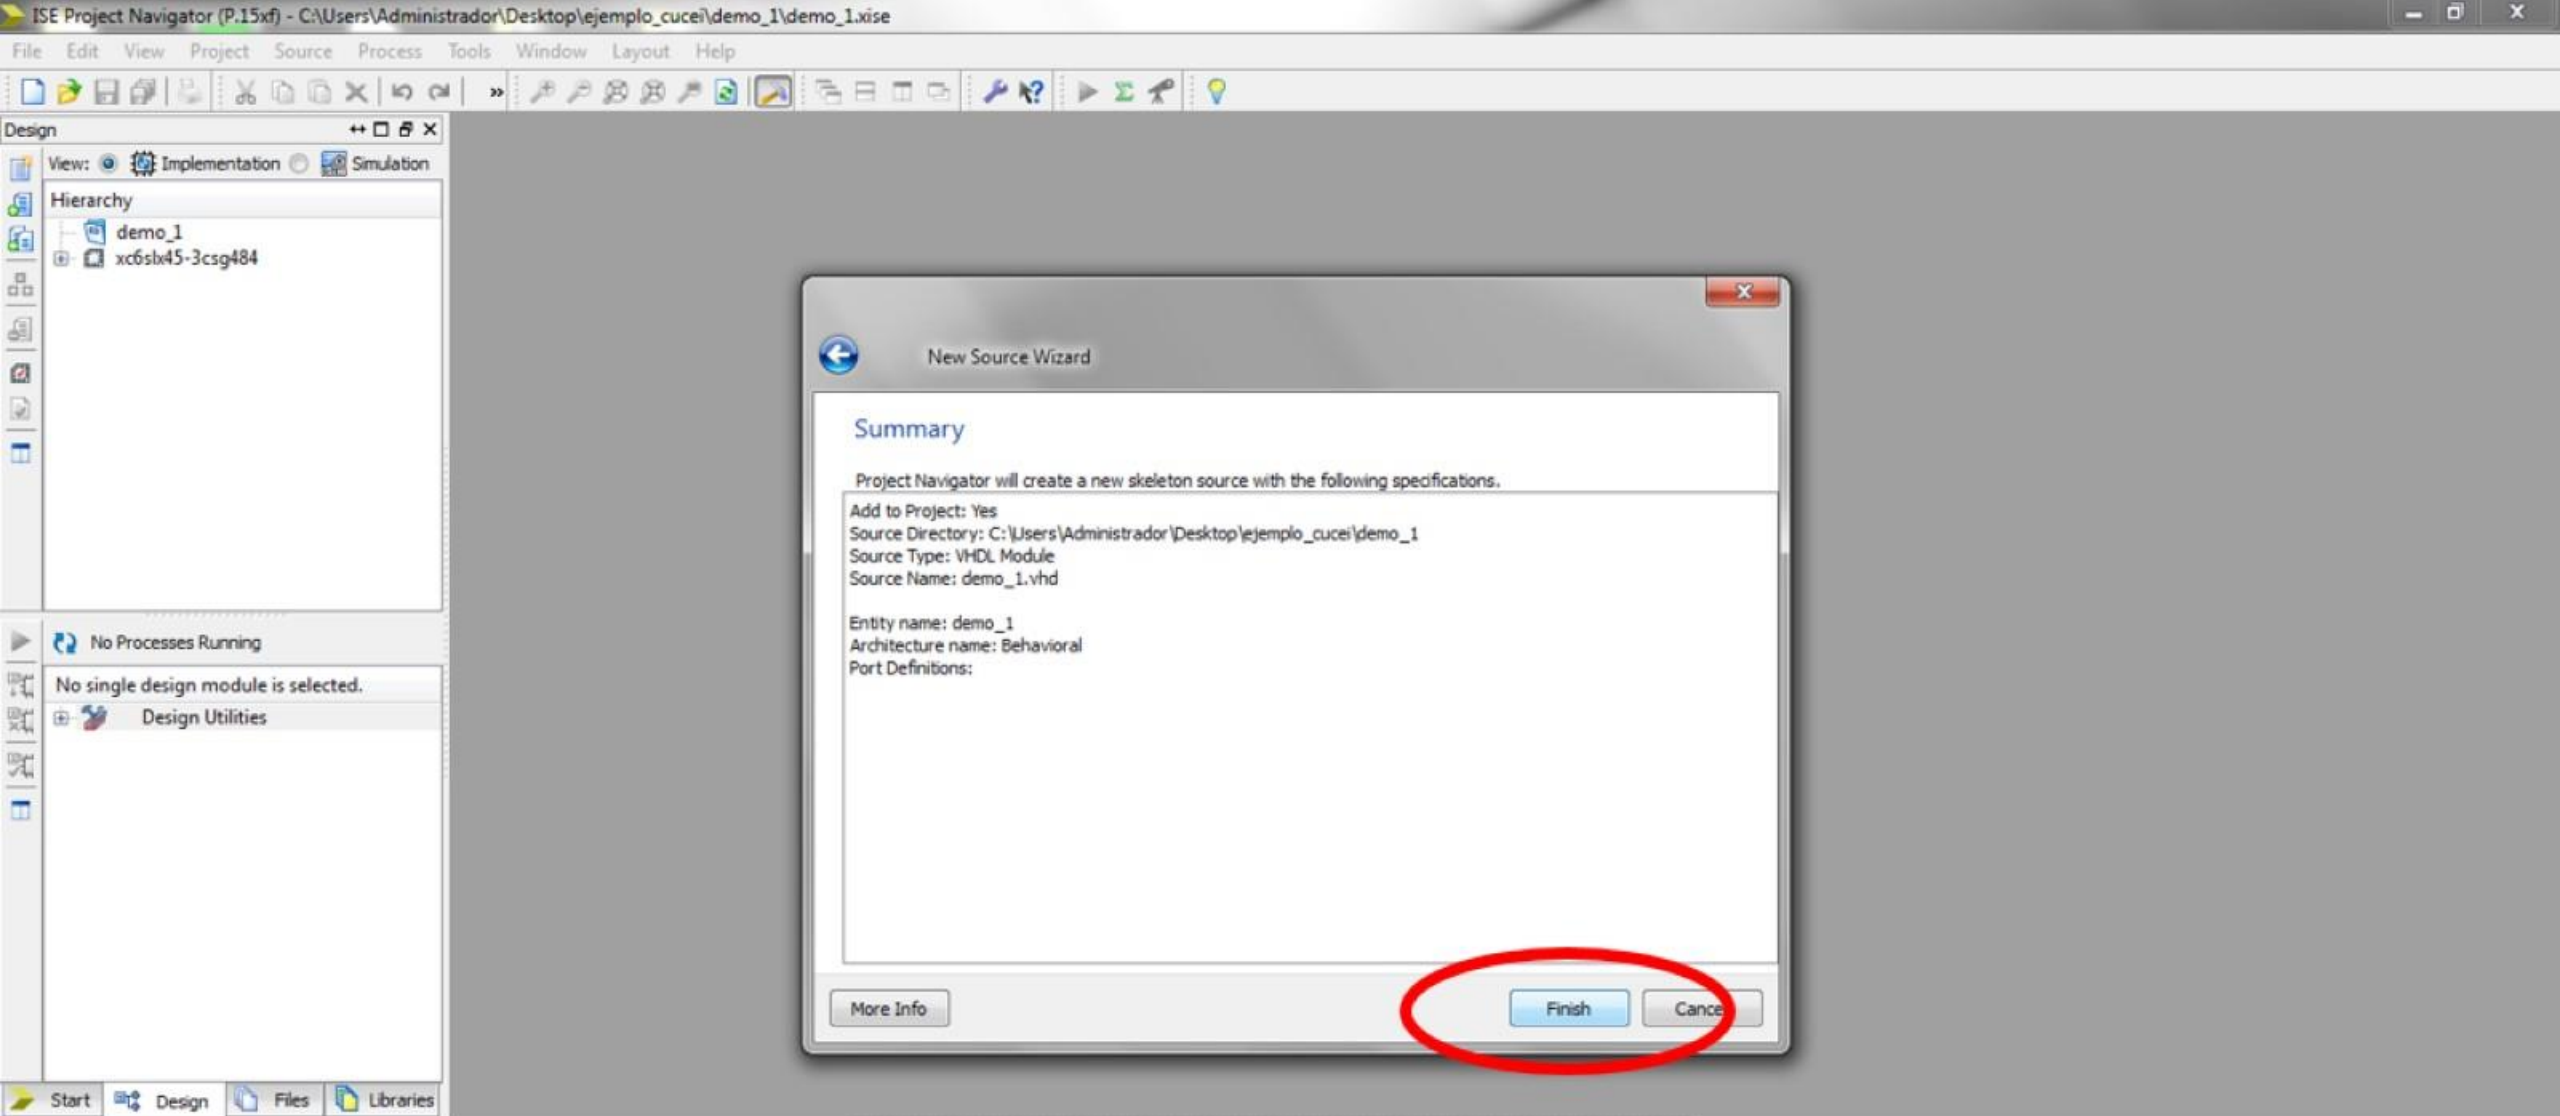 ISE Project Navigator (P.15xf) - C:\Users\Administrador\Desktop\ejemplo_cucei\demo_1\demo_1.xise
File Edit View Project Source Process Tools Window Layout Help
Design
View: Implementation Simulation
Hierarchy
demo_1
xc6slx45-3csg484
New Source Wizard
Summary
Project Navigator will create a new skeleton source with the following specifications.
Add to Project: Yes
Source Directory: C:\Users\Administrador\Desktop\ejemplo_cucei\demo_1
Source Type: VHDL Module
Source Name: demo_1.vhd
Entity name: demo_1
Architecture name: Behavioral
Port Definitions:
More Info Finish Cance
No Processes Running
No single design module is selected.
Design Utilities
Start Design Files Libraries